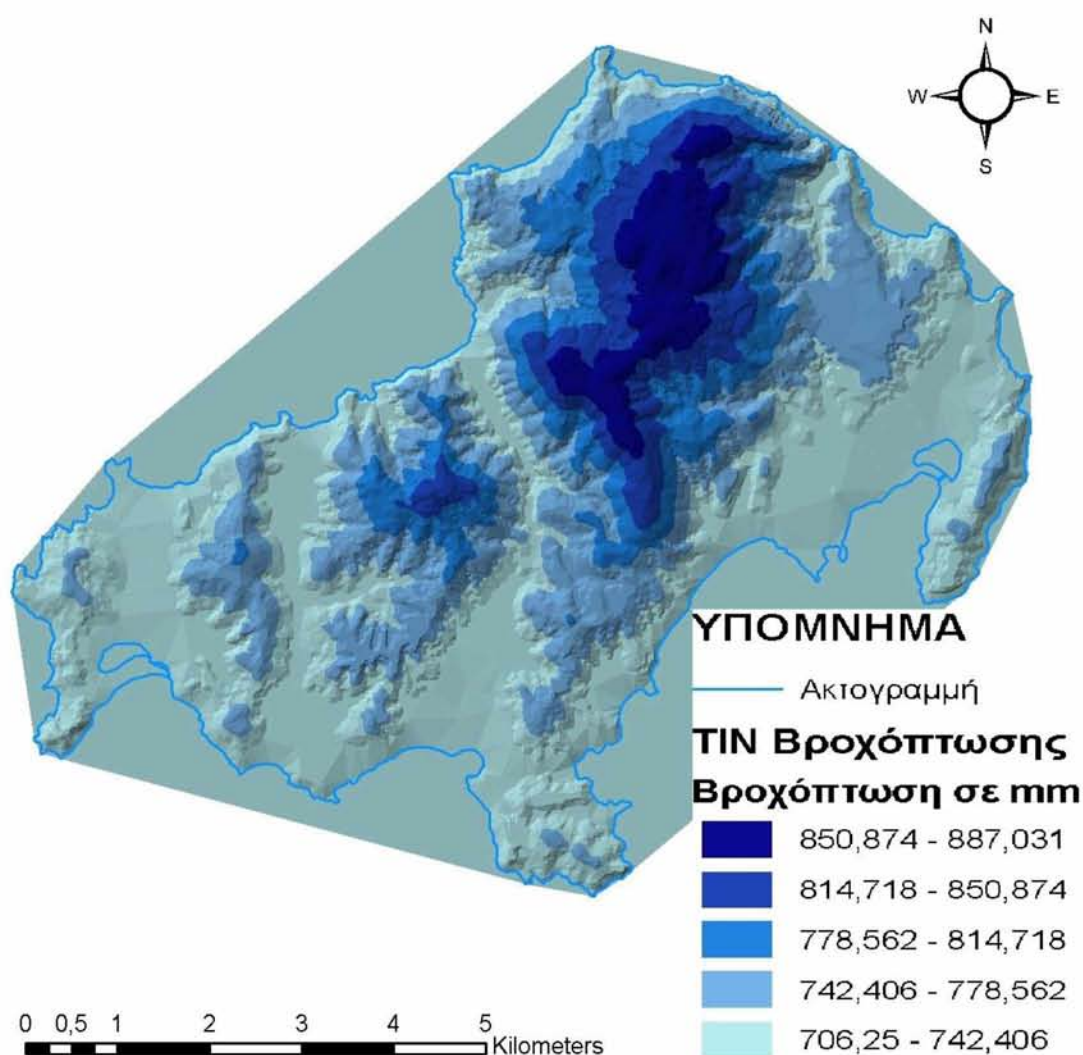 N
W E
S
ΥΠΟΜΝΗΜΑ
Ακτογραμμή
ΤΙΝ Βροχόπτωσης
Βροχόπτωση σε mm
850,874 - 887,031
814,718 - 850,874
778,562 - 814,718
742,406 - 778,562
706,25 - 742,406
0 0,5 1 2 3 4 5
Kilometers